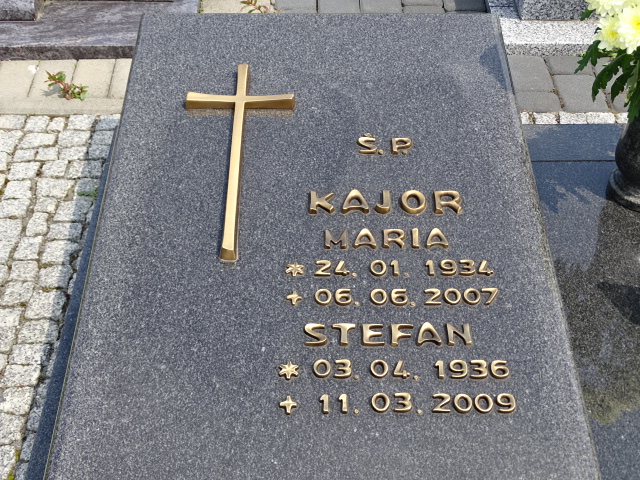 Ś.P.
KAJOR
MARIA
* 24. 01. 1934
+ 06. 06. 2007
STEFAN
* 03. 04. 1936
+ 11. 03. 2009